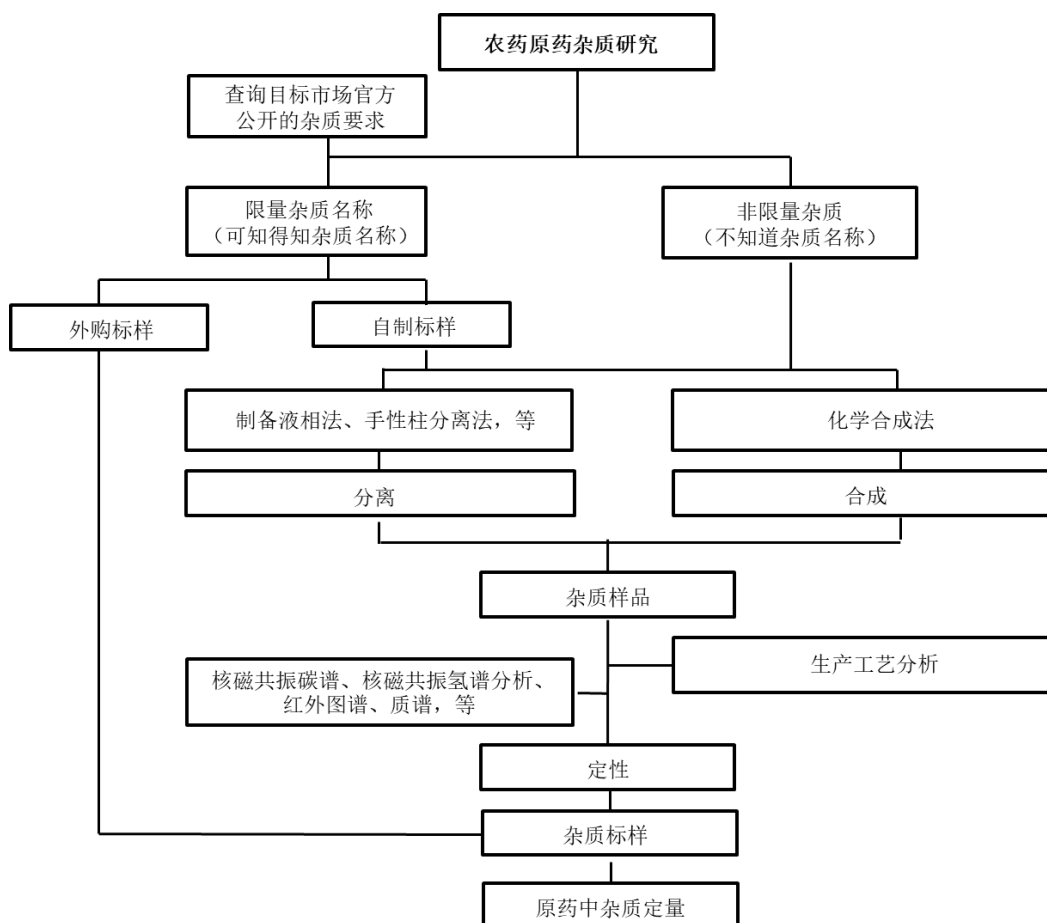 农药原药杂质研究
查询目标市场官方
公开的杂质要求
限量杂质名称
（可知得知杂质名称）
非限量杂质
（不知道杂质名称）
外购标样
自制标样
制备液相法、手性柱分离法，等
化学合成法
分离
合成
杂质样品
生产工艺分析
核磁共振碳谱、核磁共振氢谱分析、
红外图谱、质谱，等
定性
杂质标样
原药中杂质定量